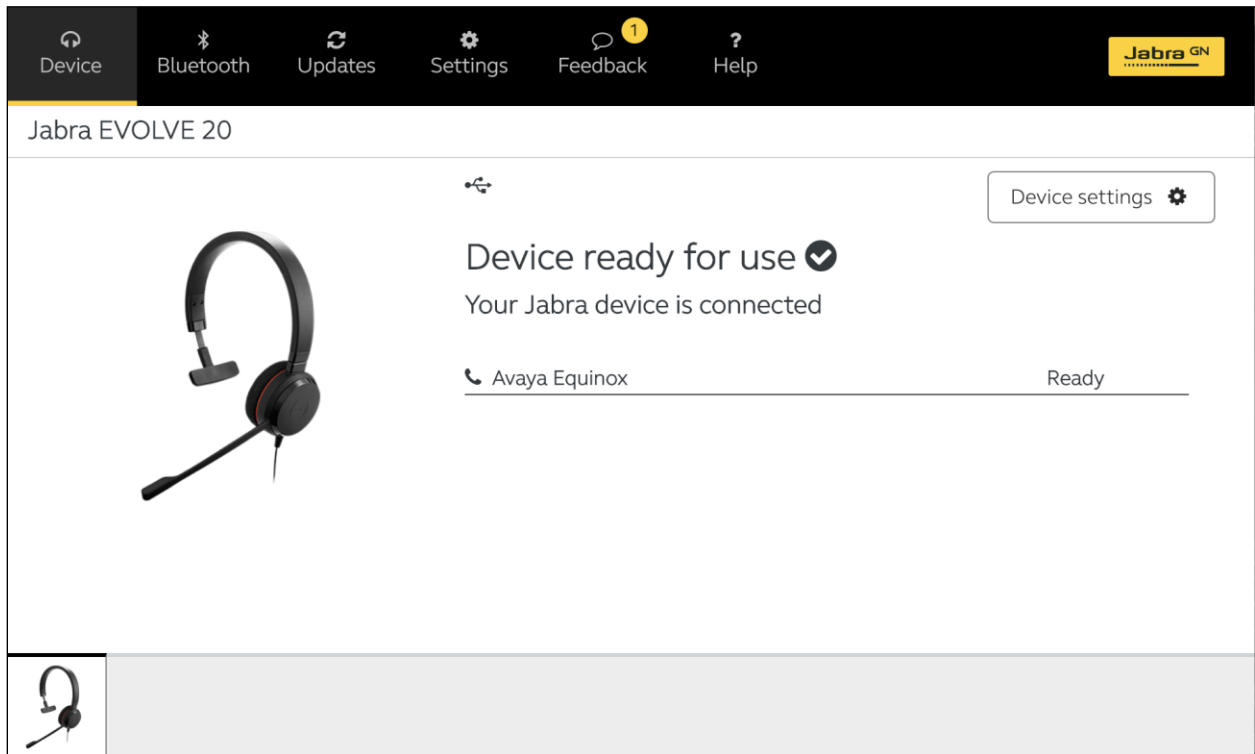 Device
Bluetooth
Updates
Settings
1
Feedback
? Help
Jabra GN
Jabra EVOLVE 20
Device settings
Device ready for use
Your Jabra device is connected
Avaya Equinox Ready